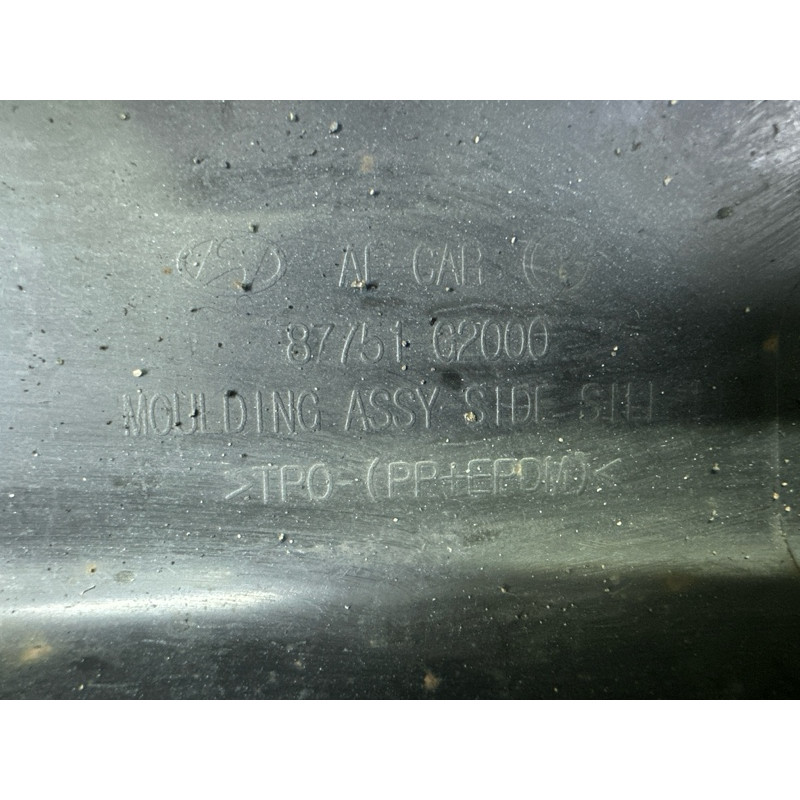 AE CAR
87751 G2000
MOULDING ASSY SIDE SILL
>TPO-(PP+EPDM)<